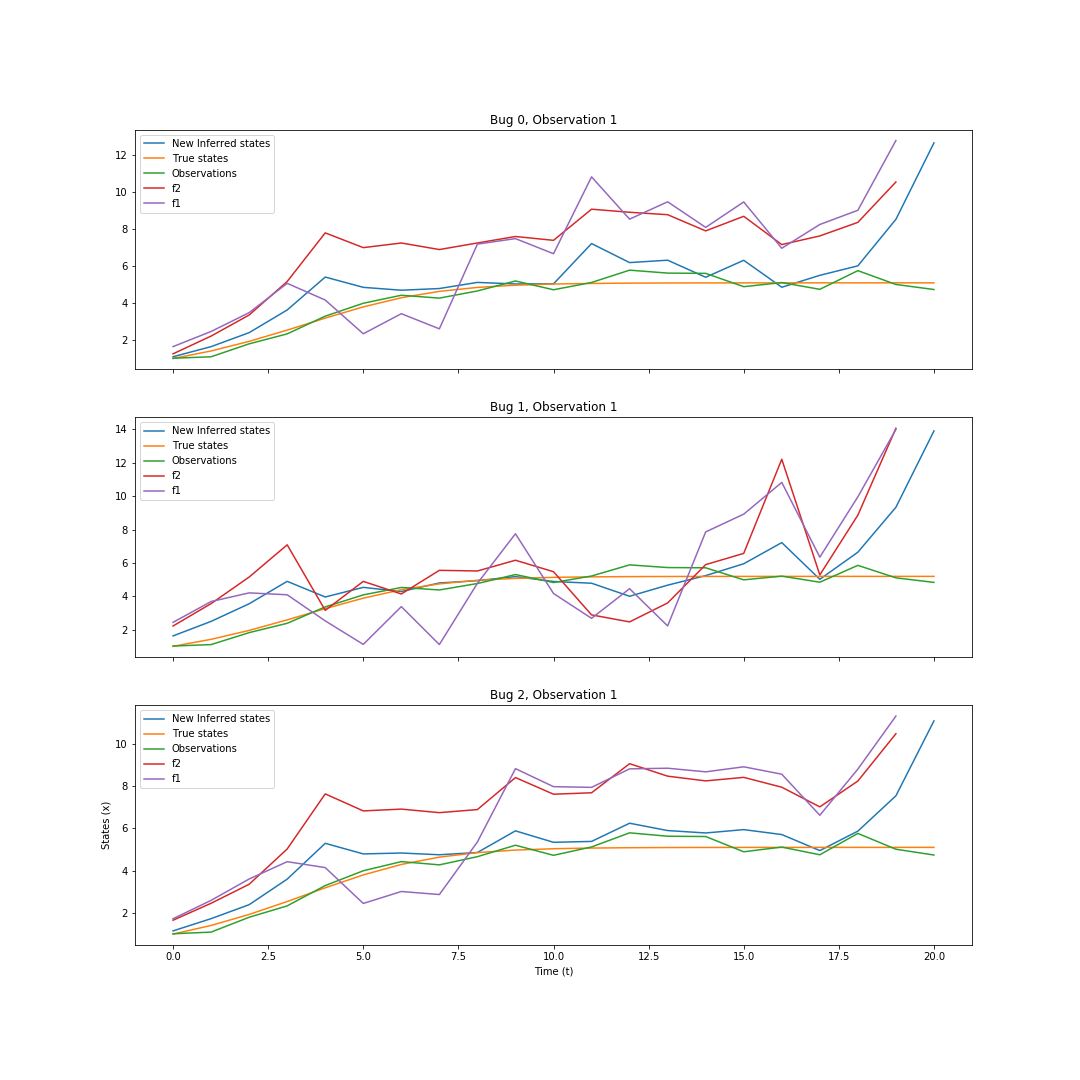 Bug 0, Observation 1
New Inferred states
True states
Observations
f2
f1
12
10
8
6
4
2
Bug 1, Observation 1
New Inferred states
True states
Observations
f2
f1
14
12
10
8
6
4
2
Bug 2, Observation 1
New Inferred states
True states
Observations
f2
f1
10
8
6
4
2
States (x)
0.0 2.5 5.0 7.5 10.0 12.5 15.0 17.5 20.0
Time (t)